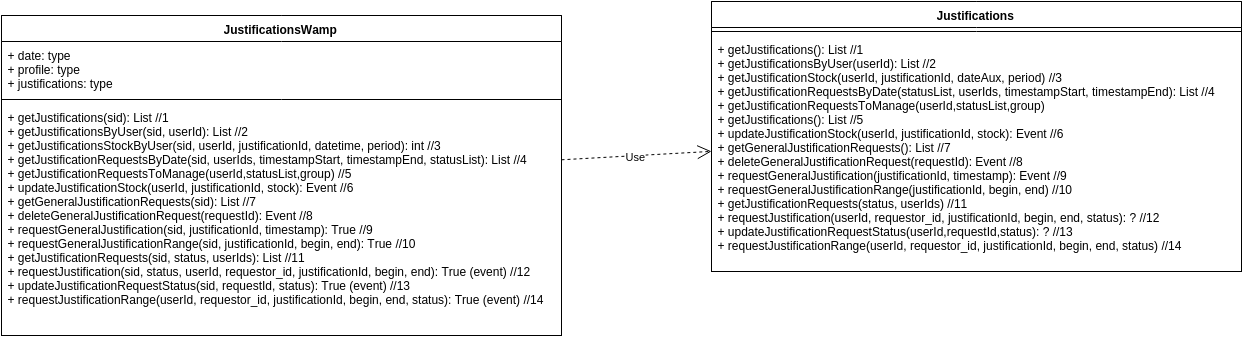 JustificationsWamp
+ date: type
+ profile: type
+ justifications: type
+ getJustifications(sid): List //1
+ getJustificationsByUser(sid, userId): List //2
+ getJustificationsStockByUser(sid, userId, justificationId, datetime, period): int //3
+ getJustificationRequestsByDate(sid, userIds, timestampStart, timestampEnd, statusList): List //4
+ getJustificationRequestsToManage(userId,statusList,group) //5
+ updateJustificationStock(userId, justificationId, stock): Event //6
+ getGeneralJustificationRequests(sid): List //7
+ deleteGeneralJustificationRequest(requestId): Event //8
+ requestGeneralJustification(sid, justificationId, timestamp): True //9
+ requestGeneralJustificationRange(sid, justificationId, begin, end): True //10
+ getJustificationRequests(sid, status, userIds): List //11
+ requestJustification(sid, status, userId, requestor_id, justificationId, begin, end): True (event) //12
+ updateJustificationRequestStatus(sid, requestId, status): True (event) //13
+ requestJustificationRange(userId, requestor_id, justificationId, begin, end, status): True (event) //14
Use
Justifications
+ getJustifications(): List //1
+ getJustificationsByUser(userId): List //2
+ getJustificationStock(userId, justificationId, dateAux, period) //3
+ getJustificationRequestsByDate(statusList, userIds, timestampStart, timestampEnd): List //4
+ getJustificationRequestsToManage(userId,statusList,group)
+ getJustifications(): List //5
+ updateJustificationStock(userId, justificationId, stock): Event //6
+ getGeneralJustificationRequests(): List //7
+ deleteGeneralJustificationRequest(requestId): Event //8
+ requestGeneralJustification(justificationId, timestamp): Event //9
+ requestGeneralJustificationRange(justificationId, begin, end) //10
+ getJustificationRequests(status, userIds) //11
+ requestJustification(userId, requestor_id, justificationId, begin, end, status): ? //12
+ updateJustificationRequestStatus(userId,requestId,status): ? //13
+ requestJustificationRange(userId, requestor_id, justificationId, begin, end, status) //14